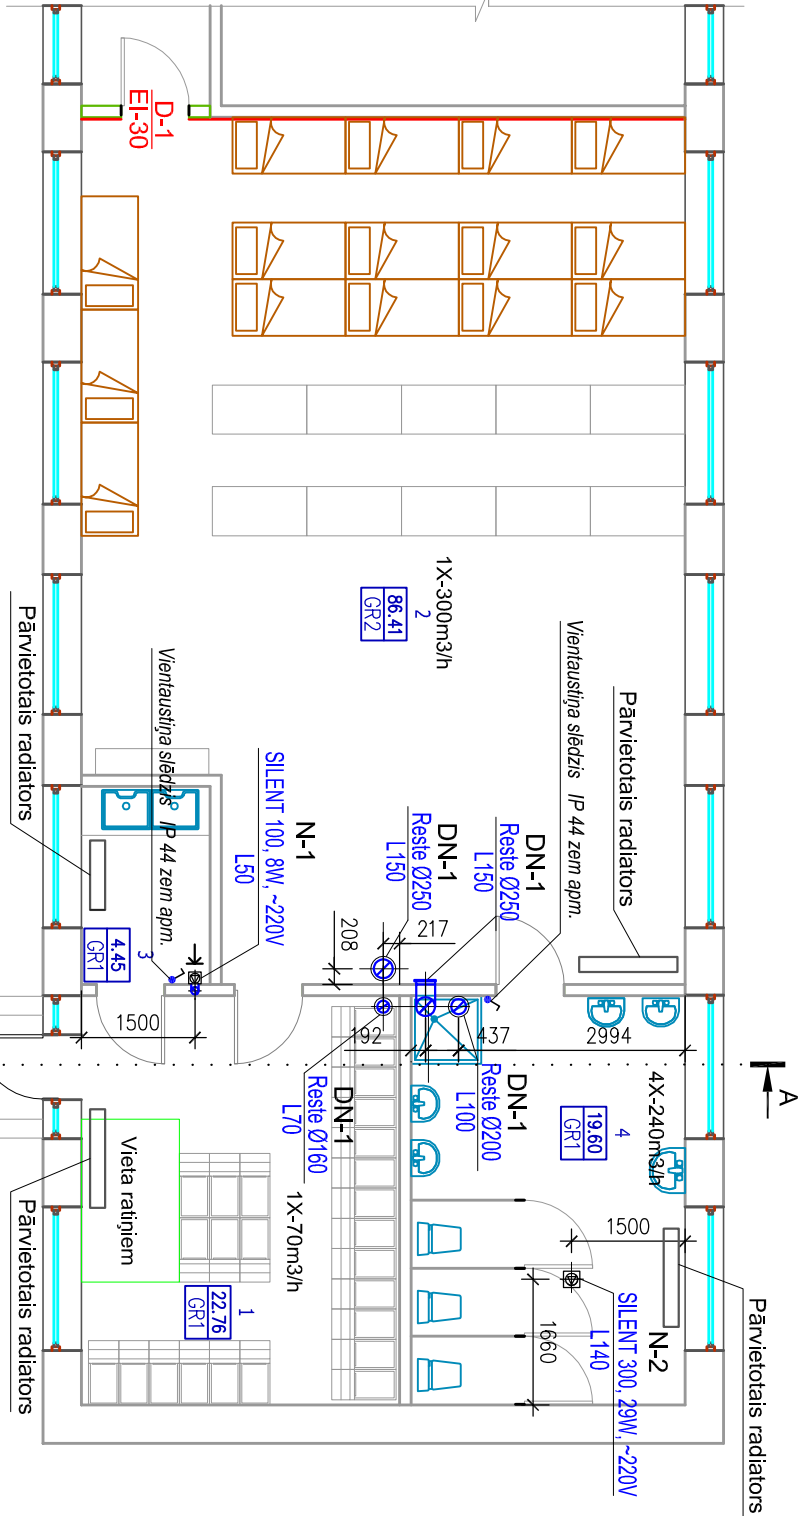 D-1
EI-30
1X-300m3/h
2
86.41
GR2
Pārvietotais radiators
Vientaustiņa slēdzis IP 44 zem apm.
SILENT 100, 8W, ~220V
L50
N-1
Vientaustiņa slēdzis IP 44 zem apm.
Pārvietotais radiators
DN-1
Reste Ø250
L150
DN-1
Reste Ø250
L150
3
4.45
GR1
208
217
1500
192
437
2994
A
DN-1
Reste Ø160
L70
DN-1
Reste Ø200
L100
4X-240m3/h
4
19.60
GR1
Vieta ratiņiem
1X-70m3/h
1
22.76
GR1
Pārvietotais radiators
1500
1660
N-2
SILENT 300, 29W, ~220V
L140
Pārvietotais radiators